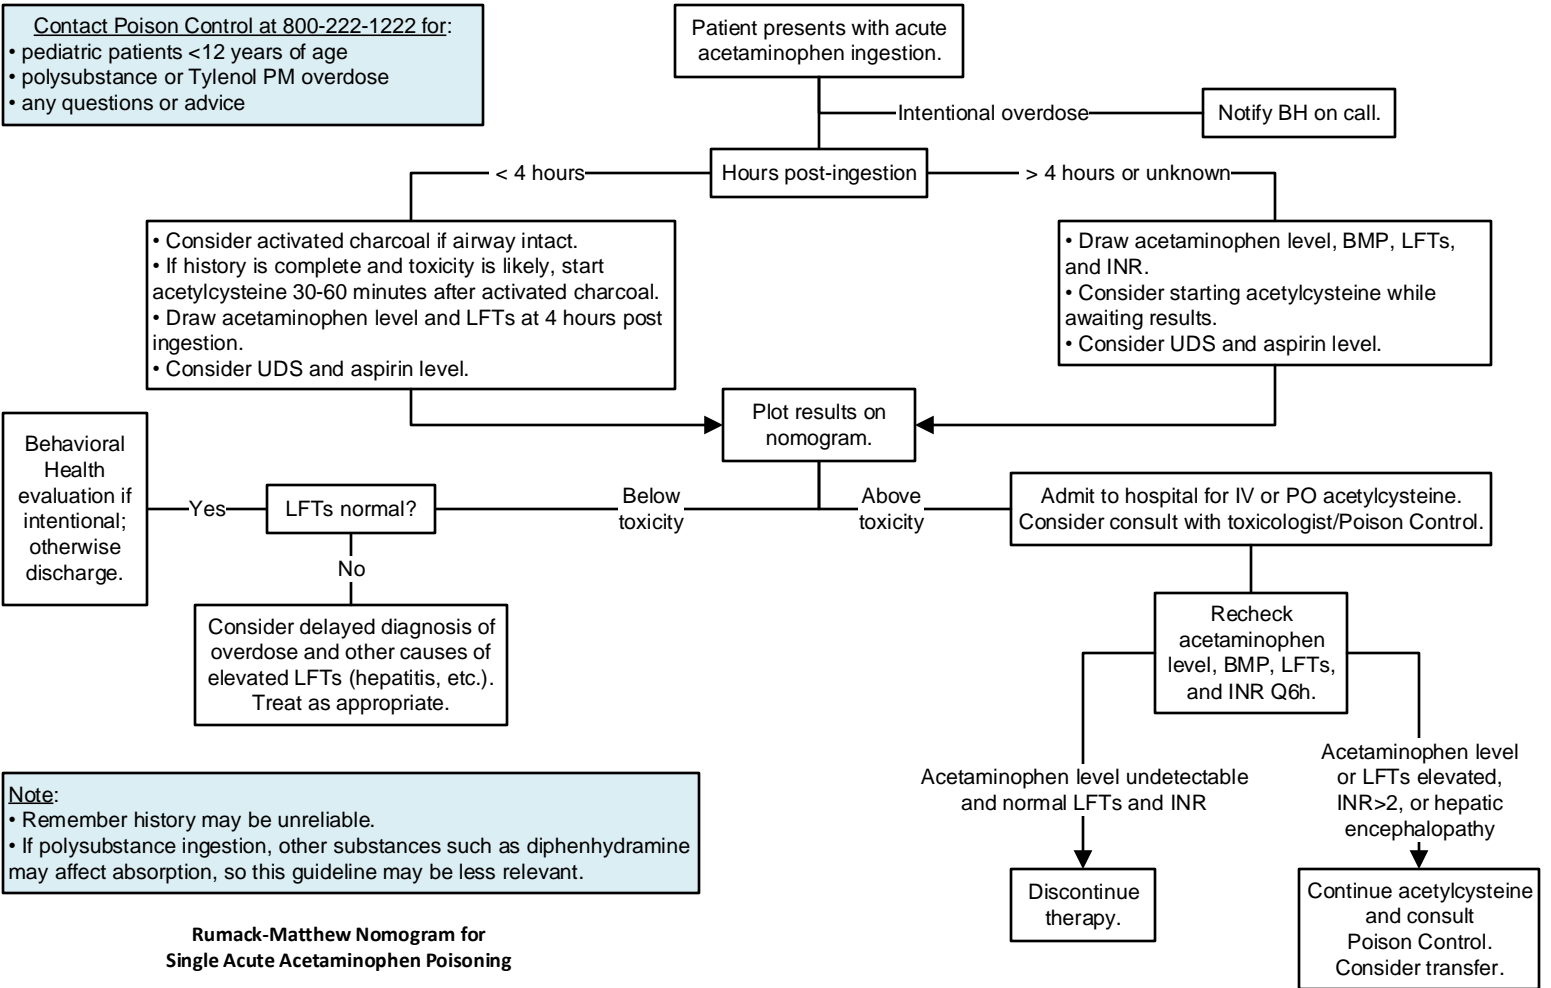 Contact Poison Control at 800-222-1222 for:
• pediatric patients <12 years of age
• polysubstance or Tylenol PM overdose
• any questions or advice
Patient presents with acute
acetaminophen ingestion.
Intentional overdose
Notify BH on call.
Hours post-ingestion
< 4 hours
> 4 hours or unknown
• Consider activated charcoal if airway intact.
• If history is complete and toxicity is likely, start
acetylcysteine 30-60 minutes after activated charcoal.
• Draw acetaminophen level and LFTs at 4 hours post
ingestion.
• Consider UDS and aspirin level.
• Draw acetaminophen level, BMP, LFTs,
and INR.
• Consider starting acetylcysteine while
awaiting results.
• Consider UDS and aspirin level.
Plot results on
nomogram.
Behavioral
Health
evaluation if
intentional;
otherwise
discharge.
Yes
LFTs normal?
Below
toxicity
Above
toxicity
Admit to hospital for IV or PO acetylcysteine.
Consider consult with toxicologist/Poison Control.
No
Consider delayed diagnosis of
overdose and other causes of
elevated LFTs (hepatitis, etc.).
Treat as appropriate.
Recheck
acetaminophen
level, BMP, LFTs,
and INR Q6h.
Acetaminophen level undetectable
and normal LFTs and INR
Acetaminophen level
or LFTs elevated,
INR>2, or hepatic
encephalopathy
Note:
• Remember history may be unreliable.
• If polysubstance ingestion, other substances such as diphenhydramine
may affect absorption, so this guideline may be less relevant.
Discontinue
therapy.
Continue acetylcysteine
and consult
Poison Control.
Consider transfer.
Rumack-Matthew Nomogram for
Single Acute Acetaminophen Poisoning